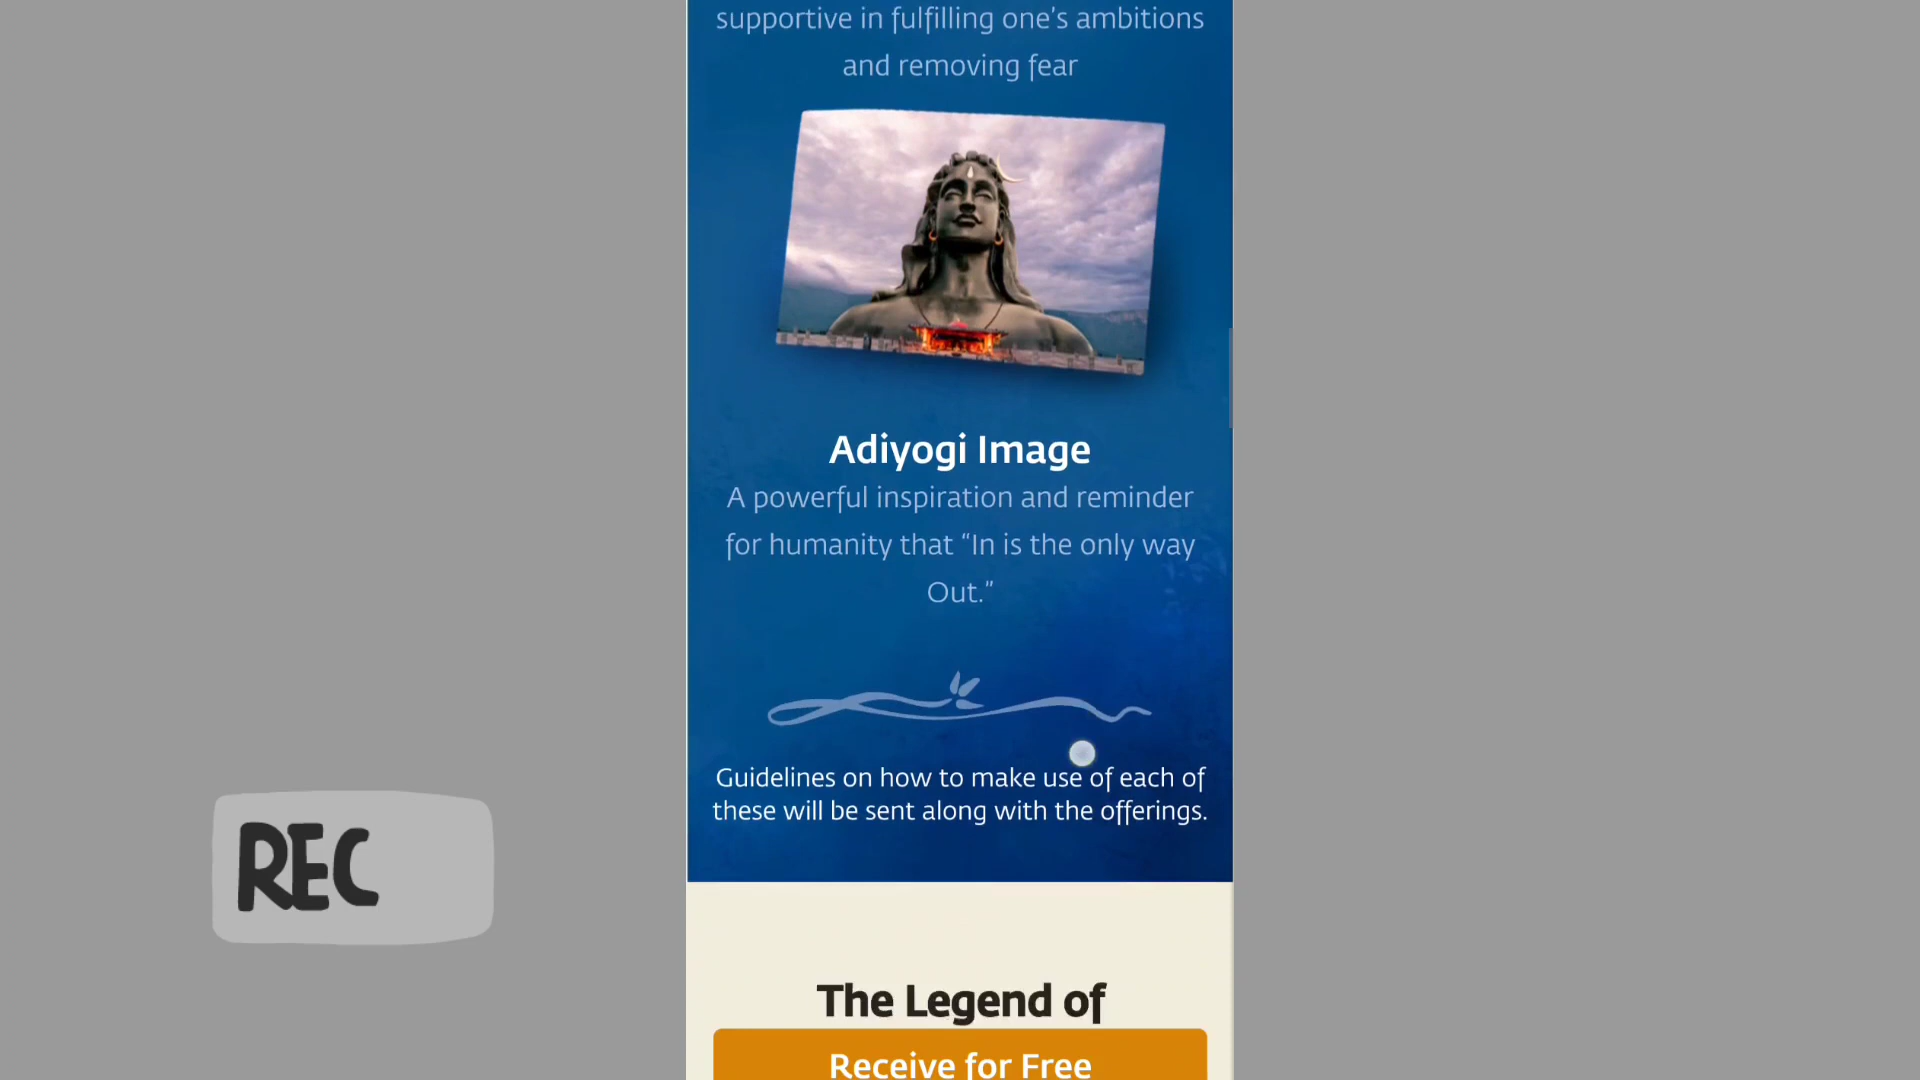 supportive in fulfilling one's ambitions
and removing fear
Adiyogi Image
A powerful inspiration and reminder
for humanity that “In is the only way
Out.”
Guidelines on how to make use of each of
these will be sent along with the offerings.
REC
The Legend of
Receive for Free